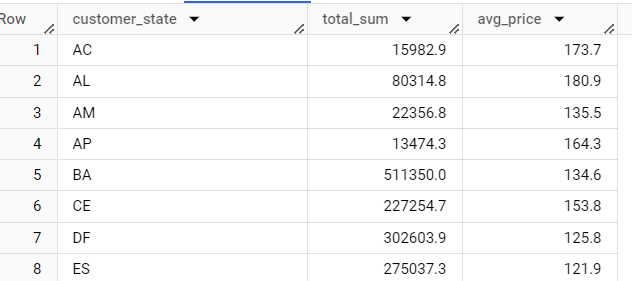 Row customer_state total_sum avg_price
1 AC 15982.9 173.7
2 AL 80314.8 180.9
3 AM 22356.8 135.5
4 AP 13474.3 164.3
5 BA 511350.0 134.6
6 CE 227254.7 153.8
7 DF 302603.9 125.8
8 ES 275037.3 121.9